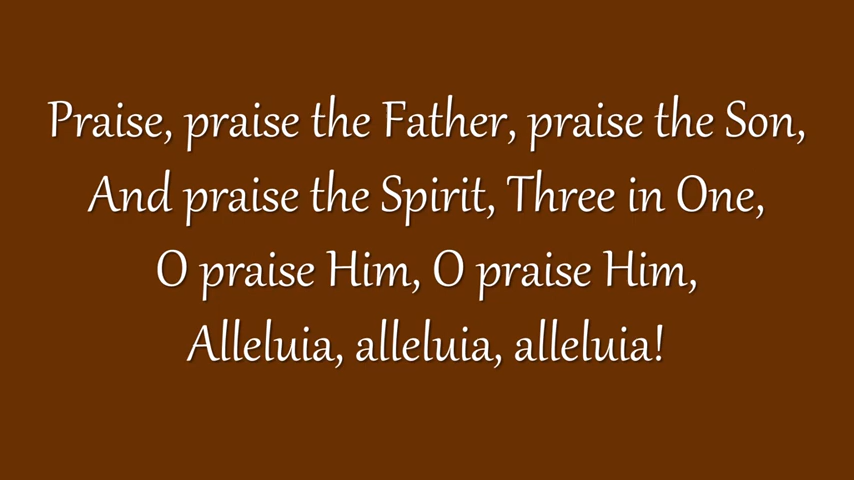 Praise, praise the Father, praise the Son,
And praise the Spirit, Three in One,
O praise Him, O praise Him,
Alleluia, alleluia, alleluia!